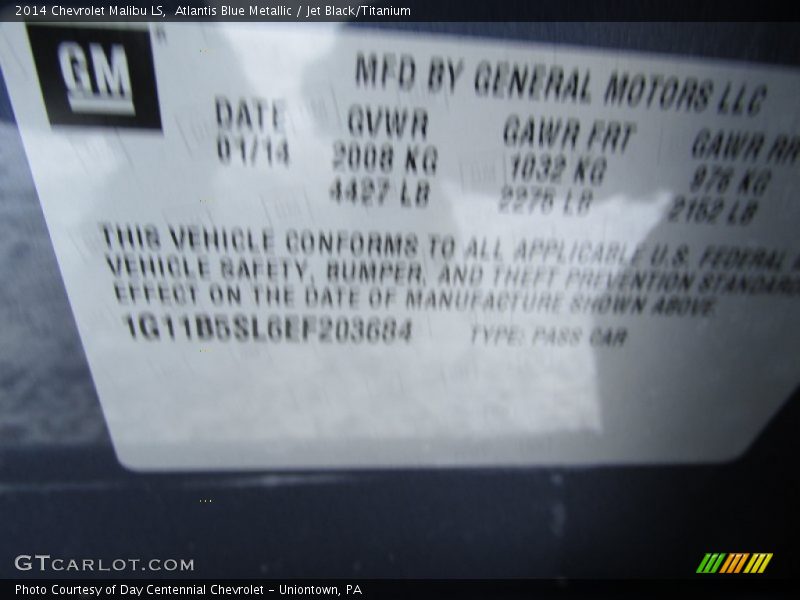 2014 Chevrolet Malibu LS, Atlantis Blue Metallic / Jet Black/Titanium
GM
MFD BY GENERAL MOTORS LLC
DATE GVWR GAWR FRT GAWR RR
01/14 2008 KG 1032 KG 976 KG
4427 LB 2275 LB 2152 LB
THIS VEHICLE CONFORMS TO ALL APPLICABLE U.S. FEDERAL
VEHICLE SAFETY, BUMPER, AND THEFT PREVENTION STANDARDS
EFFECT ON THE DATE OF MANUFACTURE SHOWN ABOVE.
1G11B5SL6EF203684 TYPE: PASS CAR
GTCARLOT.COM
Photo Courtesy of Day Centennial Chevrolet - Uniontown, PA